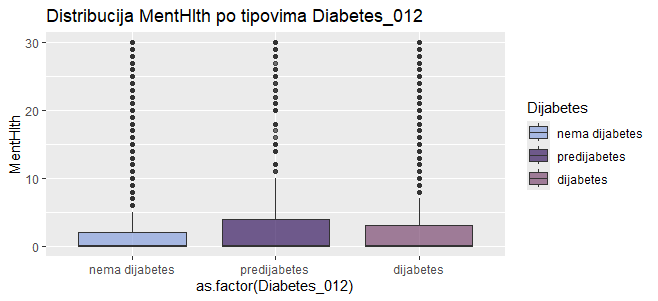 Distribucija MentHlth po tipovima Diabetes_012
30
20
10
0
MentHlth
nema dijabetes
predijabetes
dijabetes
as.factor(Diabetes_012)
Dijabetes
nema dijabetes
predijabetes
dijabetes